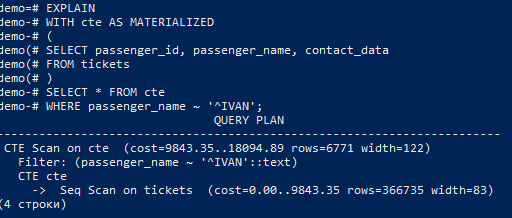 demo=# EXPLAIN
demo-# WITH cte AS MATERIALIZED
demo-# (
demo(# SELECT passenger_id, passenger_name, contact_data
demo(# FROM tickets
demo(# )
demo-# SELECT * FROM cte
demo-# WHERE passenger_name ~ '^IVAN';
QUERY PLAN
--------------------------------------------------------------------
CTE Scan on cte  (cost=9843.35..18094.89 rows=6771 width=122)
Filter: (passenger_name ~ '^IVAN'::text)
CTE cte
->  Seq Scan on tickets  (cost=0.00..9843.35 rows=366735 width=83)
(4 строки)